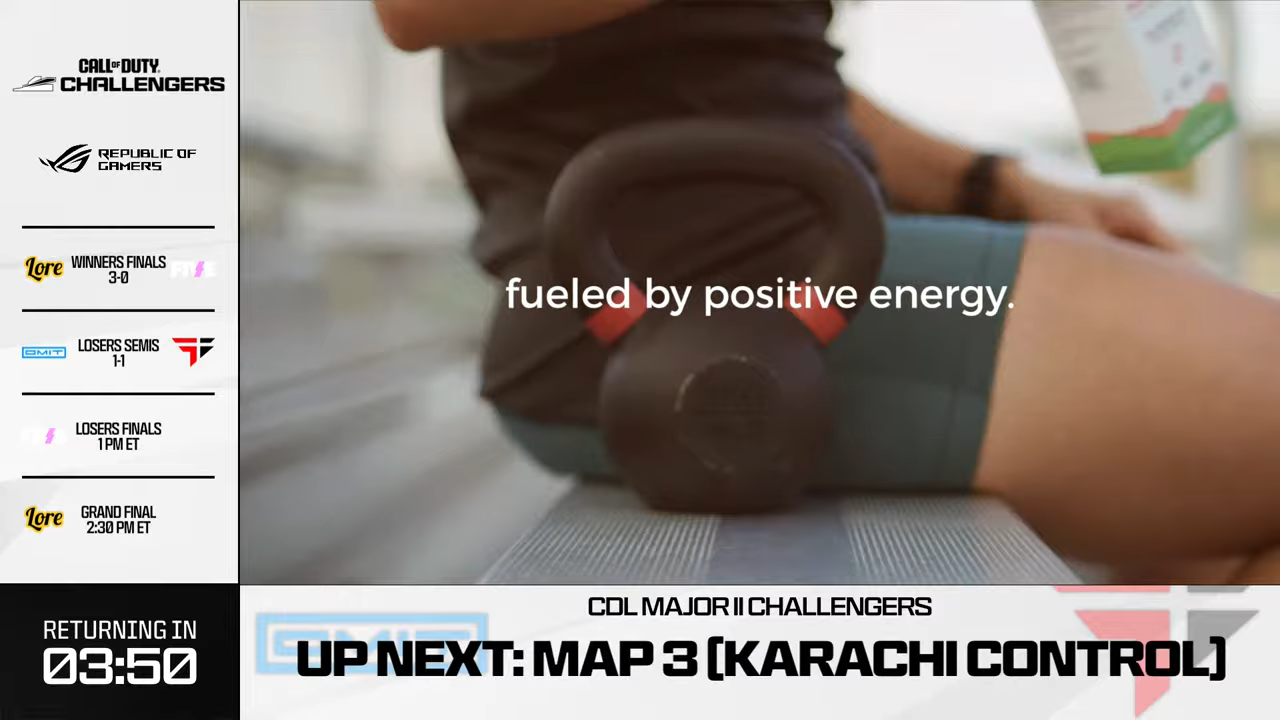 CALL OF DUTY
CHALLENGERS
REPUBLIC OF
GAMERS
Lore
WINNERS FINALS
3-0
FIVE
OMIT
LOSERS SEMIS
1-1
LOSERS FINALS
1 PM ET
Lore
GRAND FINAL
2:30 PM ET
RETURNING IN
03:50
fueled by positive energy.
CDL MAJOR II CHALLENGERS
OMIT
UP NEXT: MAP 3 (KARACHI CONTROL)